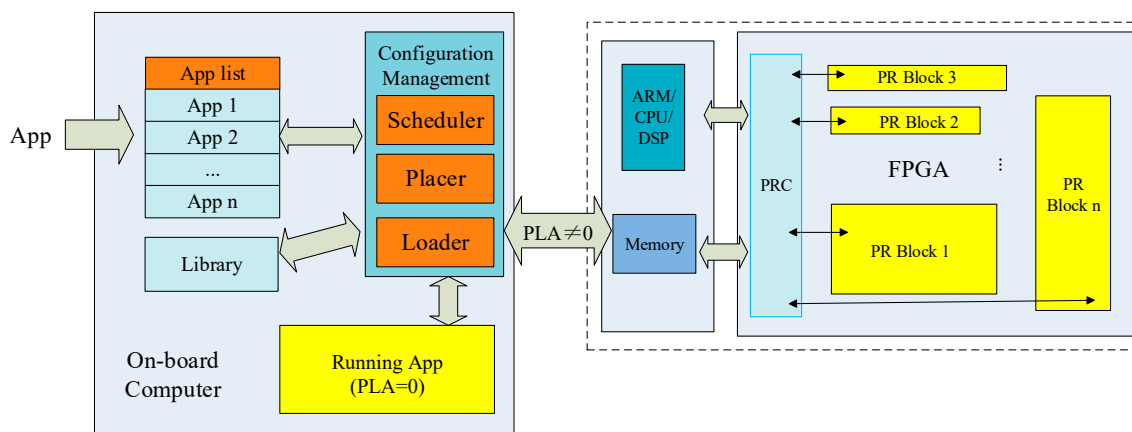 App
App list
App 1
App 2
...
App n
Library
On-board
Computer
Configuration
Management
Scheduler
Placer
Loader
Running App
(PLA=0)
PLA≠0
ARM/
CPU/
DSP
Memory
PRC
PR Block 3
PR Block 2
FPGA
...
PR Block 1
PR
Block n